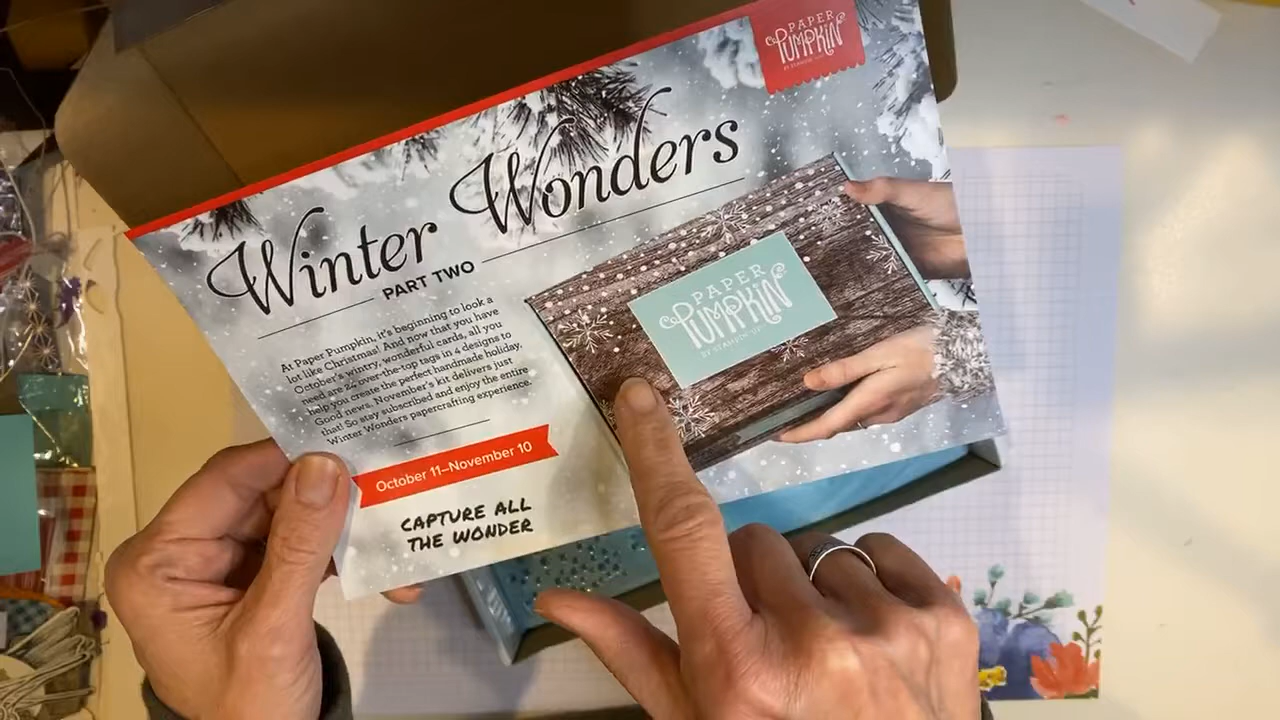 PAPER
PUMPKIN
BY STAMPIN' UP!
Winter Wonders
PART TWO
At Paper Pumpkin, it's beginning to look a
lot like Christmas! And now that you have
October's wintry, wonderful cards, all you
need are 24 over-the-top tags in 4 designs to
help you create the perfect handmade holiday.
Good news, November's kit delivers just
that! So stay subscribed and enjoy the entire
Winter Wonders papercrafting experience.
October 11–November 10
CAPTURE ALL
THE WONDER
PAPER
PUMPKIN
BY STAMPIN' UP!